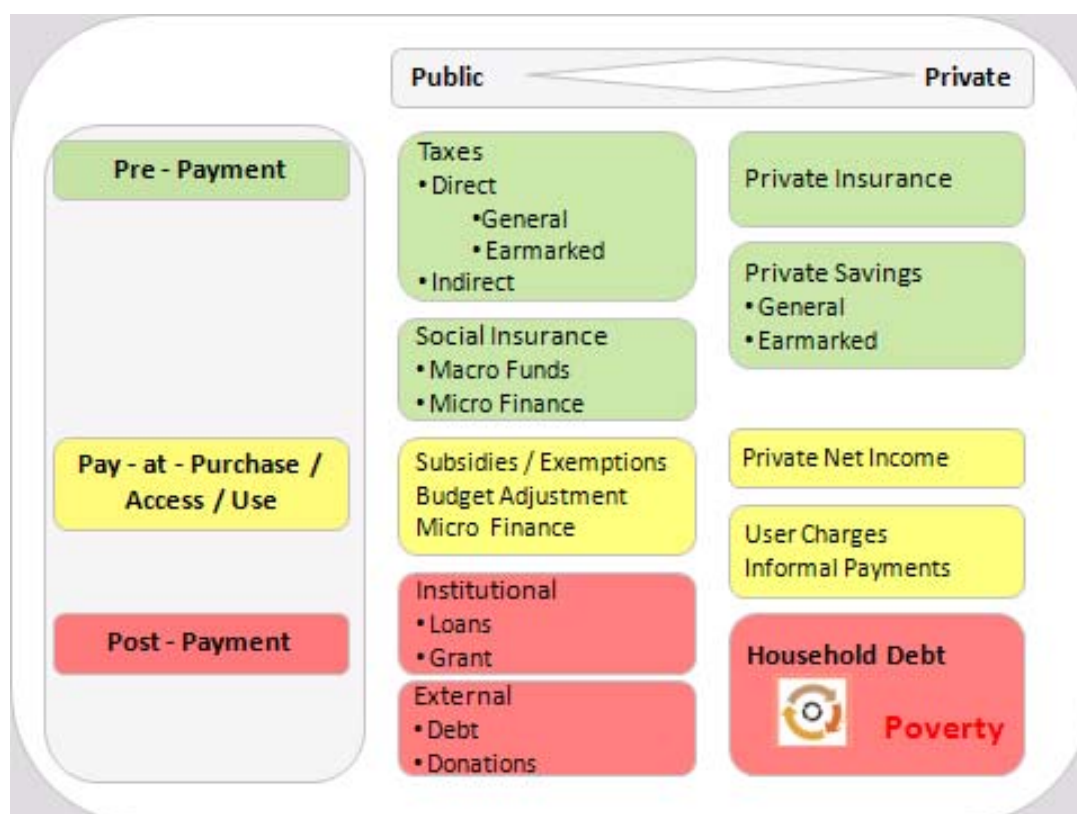 Public Private
Pre - Payment
Taxes
• Direct
•General
• Earmarked
• Indirect
Private Insurance
Private Savings
• General
• Earmarked
Social Insurance
• Macro Funds
• Micro Finance
Pay - at - Purchase /
Access / Use
Subsidies / Exemptions
Budget Adjustment
Micro Finance
Private Net Income
User Charges
Informal Payments
Post - Payment
Institutional
• Loans
• Grant
External
• Debt
• Donations
Household Debt
Poverty